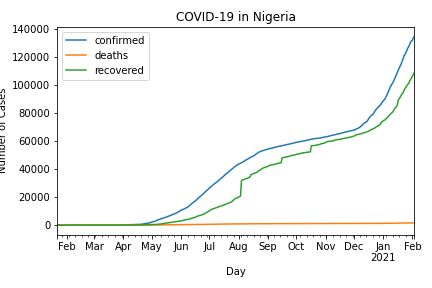 COVID-19 in Nigeria
confirmed
deaths
recovered
140000
120000
100000
80000
60000
40000
20000
0
Number of Cases
Feb Mar Apr May Jun Jul Aug Sep Oct Nov Dec Jan Feb
2021
Day